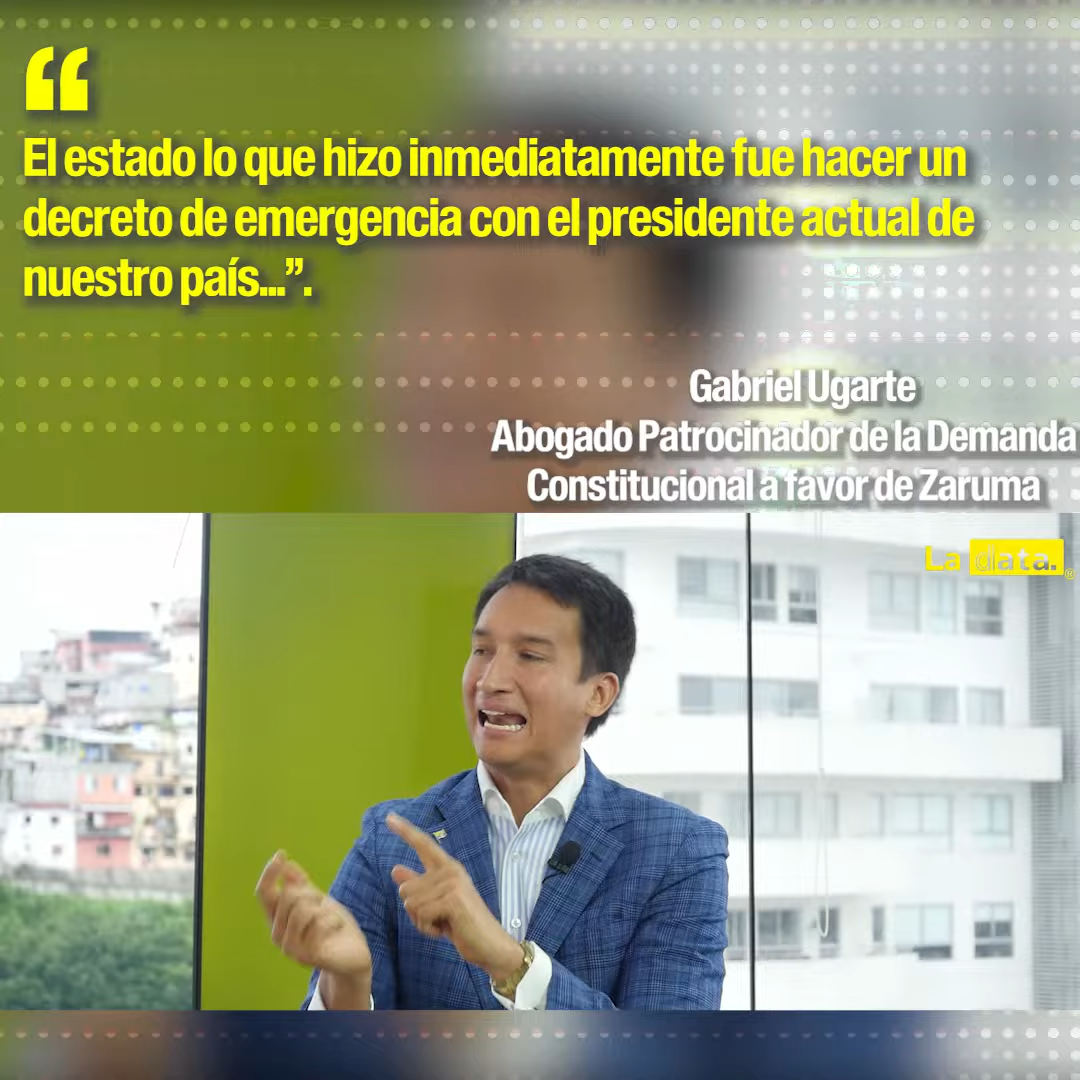 “
El estado lo que hizo inmediatamente fue hacer un
decreto de emergencia con el presidente actual de
nuestro país...”.
Gabriel Ugarte
Abogado Patrocinador de la Demanda
Constitucional a favor de Zaruma
La data.®